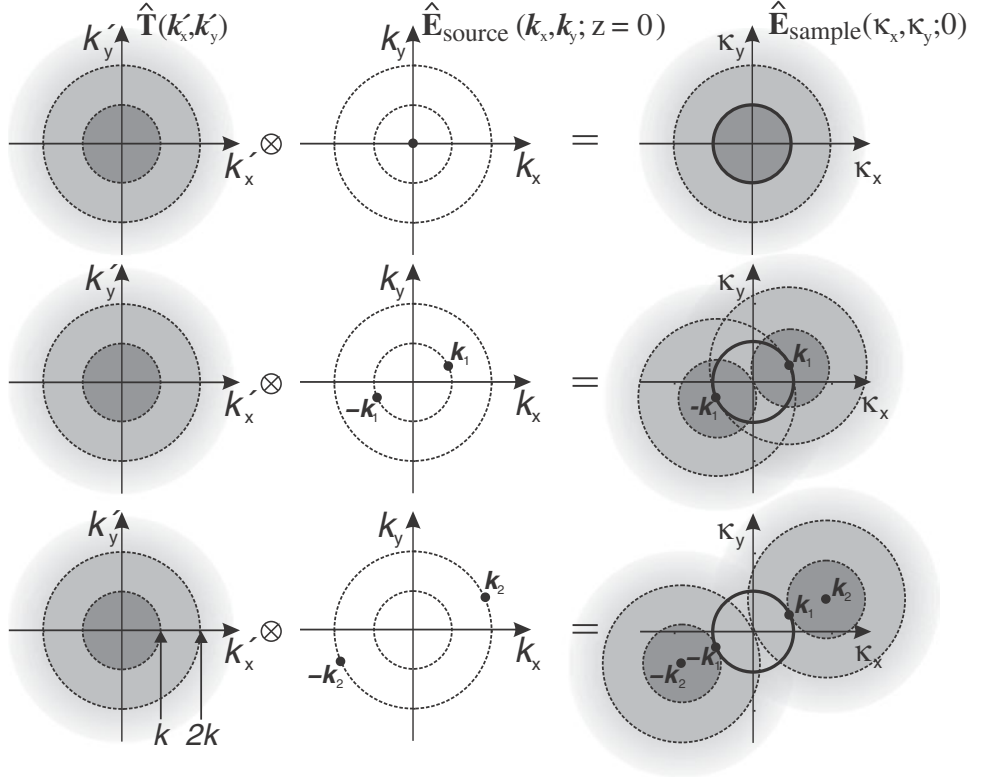 T̂(k′x,k′y) Êsource (kx,ky; z = 0) Êsample(κx,κy;0)
k′y ky κy
⊗ =
k′x kx κx
k′y ky κy
k1 k1
⊗ =
-k1 -k1
k′x kx κx
k′y ky κy
k2 k1 k2
⊗ =
-k2 -k2 -k1
k′x kx κx
k 2k